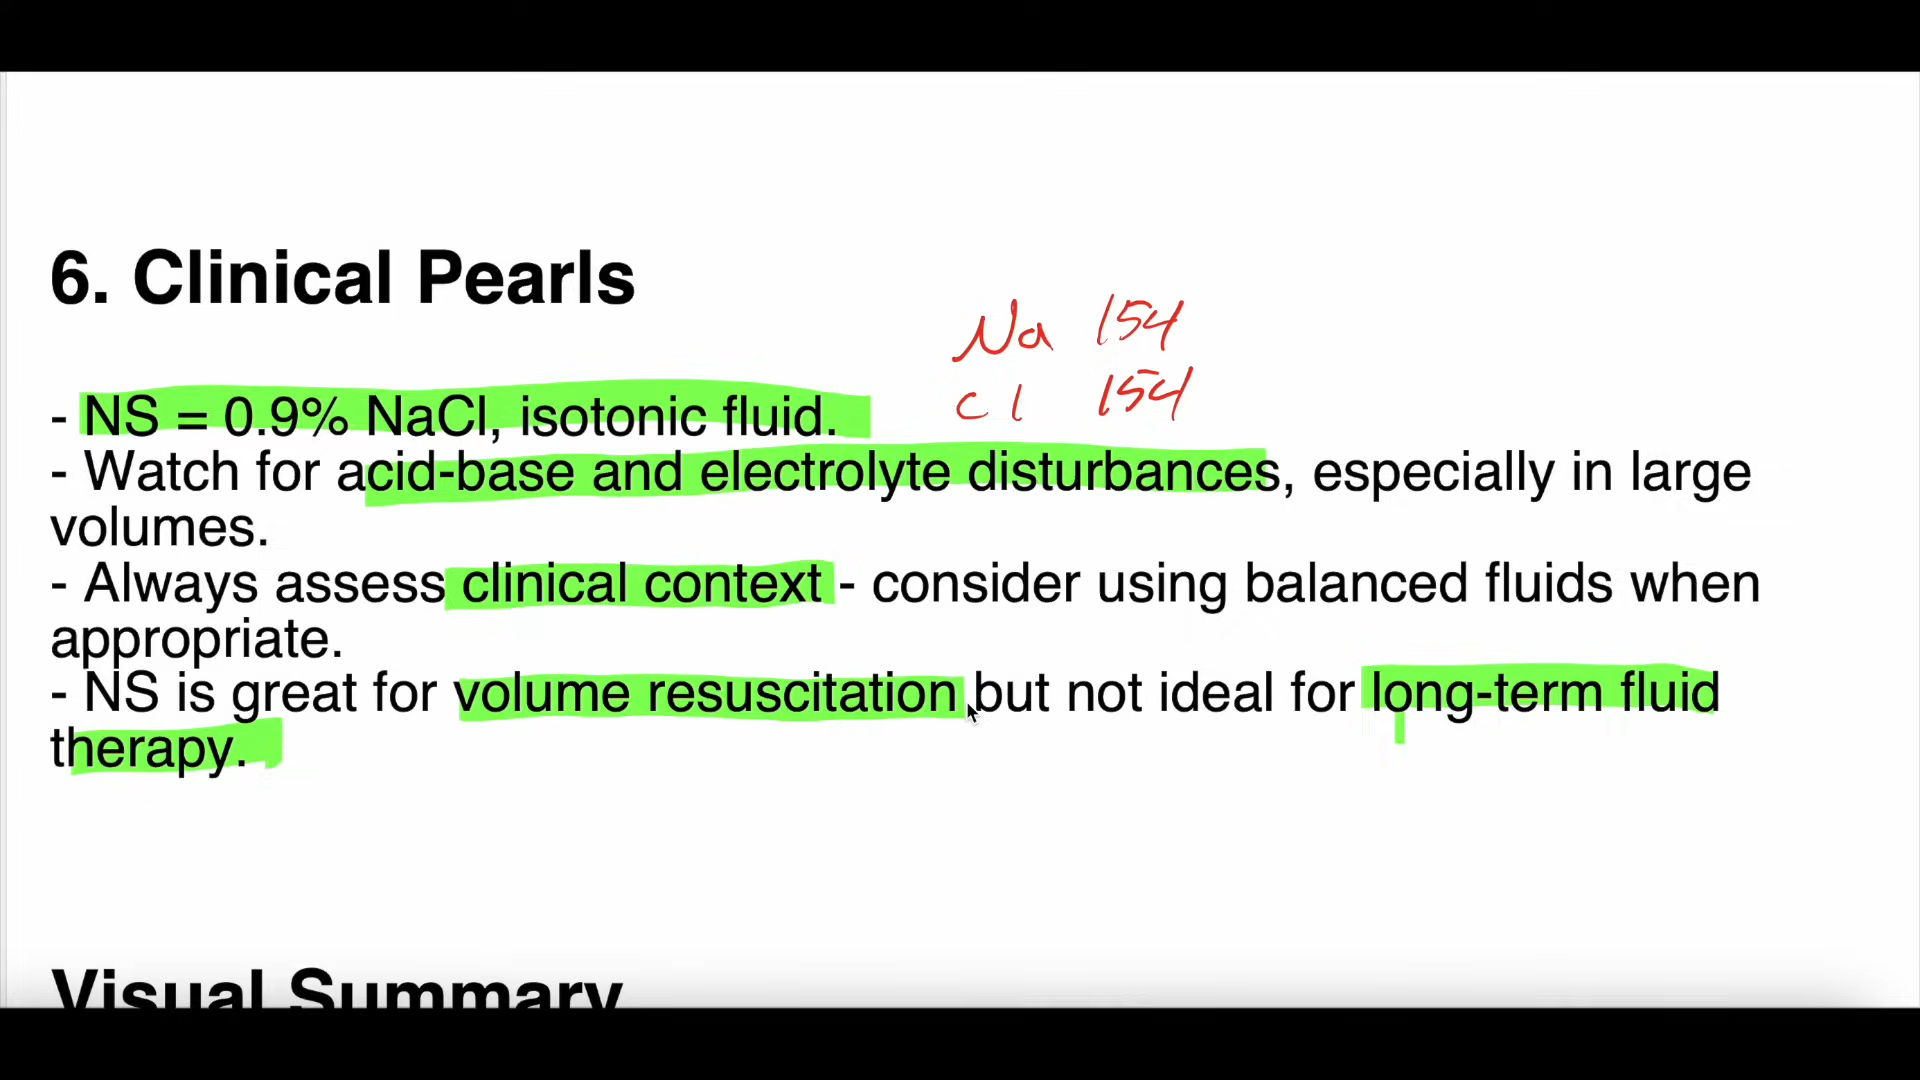 6. Clinical Pearls
Na 154
Cl 154
- NS = 0.9% NaCl, isotonic fluid.
- Watch for acid-base and electrolyte disturbances, especially in large
volumes.
- Always assess clinical context - consider using balanced fluids when
appropriate.
- NS is great for volume resuscitation but not ideal for long-term fluid
therapy.
Visual Summary